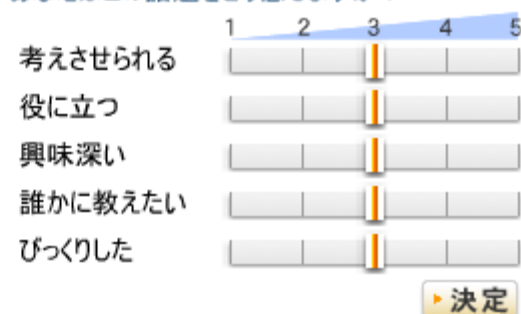 1 2 3 4 5
考えさせられる
役に立つ
興味深い
誰かに教えたい
びっくりした
決定